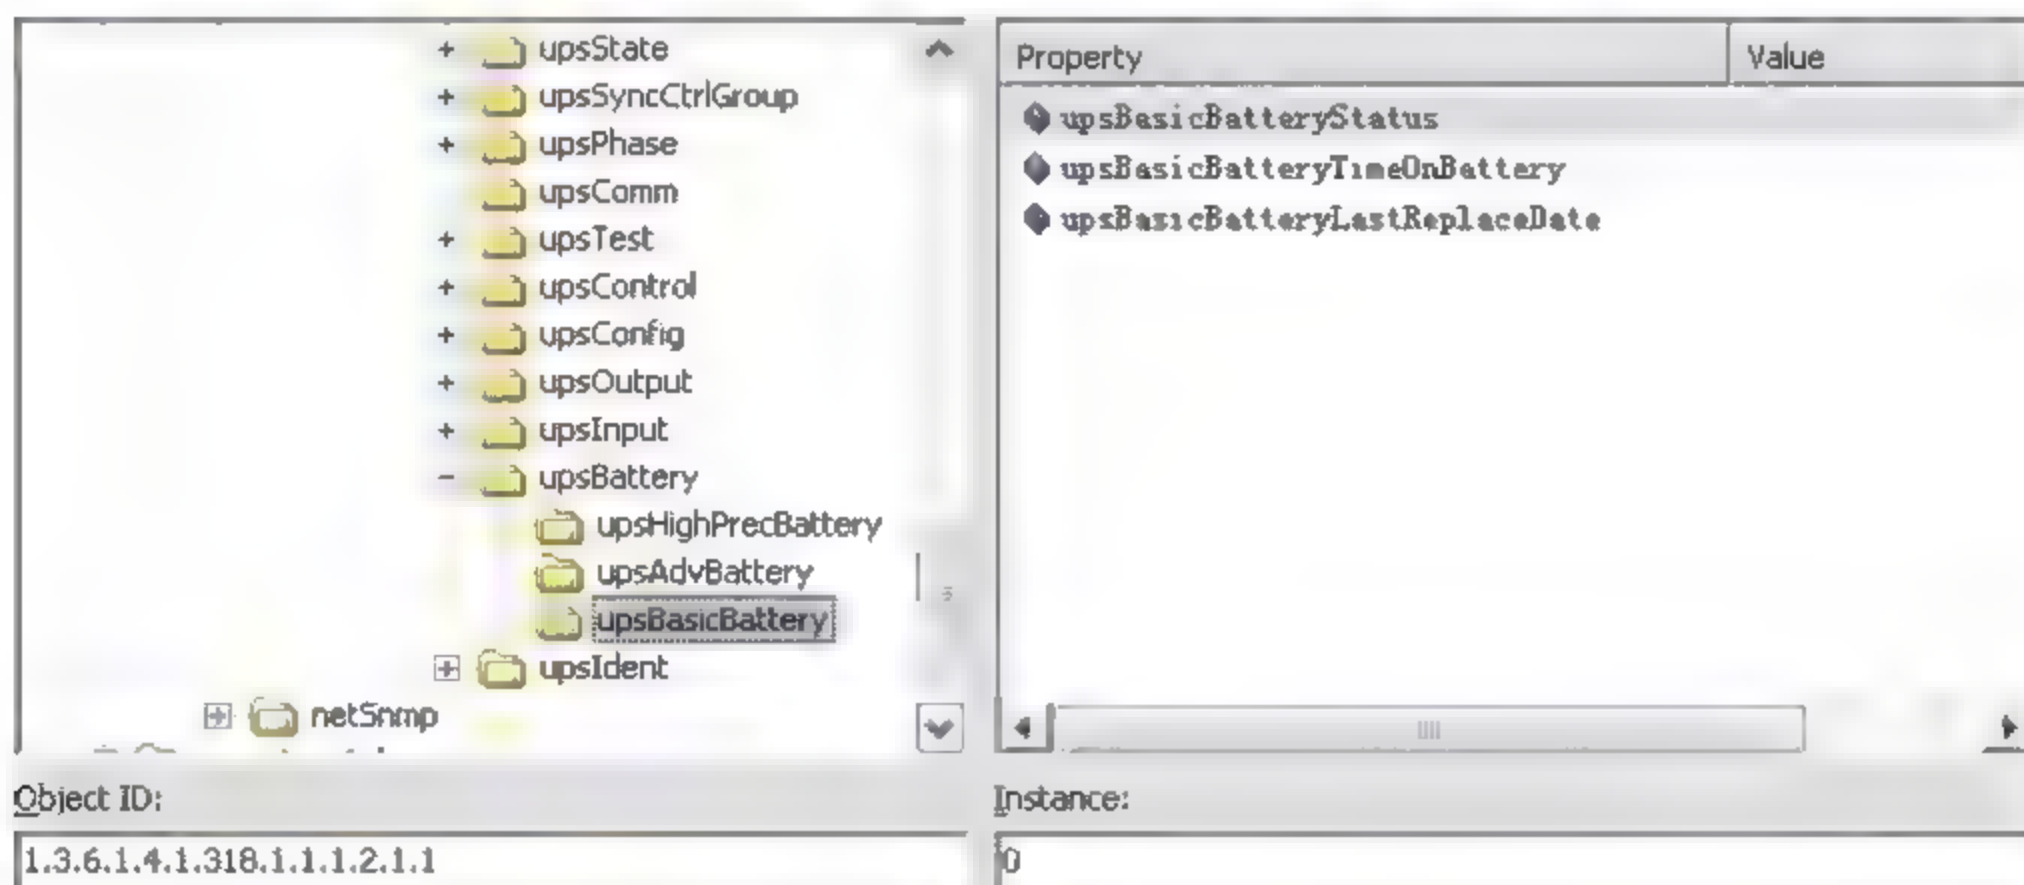 upsState
upsSyncCtrlGroup
upsPhase
upsComm
upsTest
upsControl
upsConfig
upsOutput
upsInput
upsBattery
upsHighPrecBattery
upsAdvBattery
upsBasicBattery
upsIdent
netSnmp
Property Value
upsBasicBatteryStatus
upsBasicBatteryTimeOnBattery
upsBasicBatteryLastReplaceDate
Object ID:
1.3.6.1.4.1.318.1.1.1.2.1.1
Instance:
0